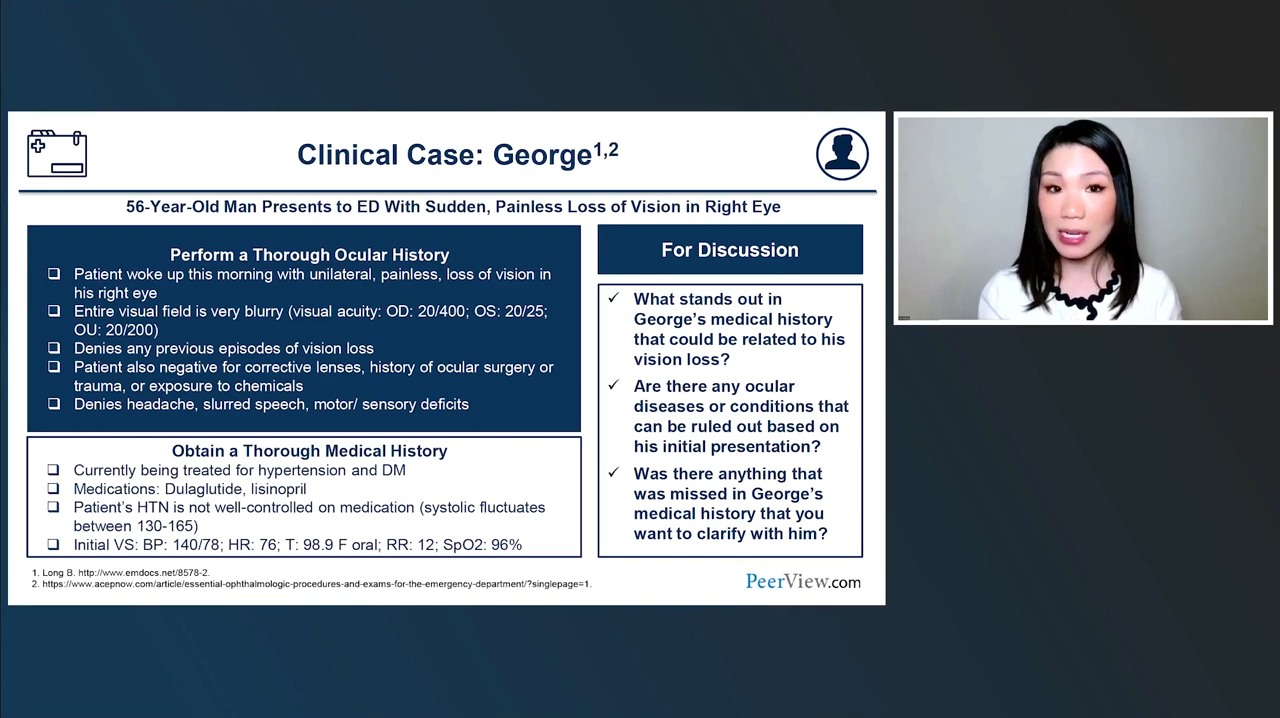 Clinical Case: George1,2
56-Year-Old Man Presents to ED With Sudden, Painless Loss of Vision in Right Eye
Perform a Thorough Ocular History
❑ Patient woke up this morning with unilateral, painless, loss of vision in
his right eye
❑ Entire visual field is very blurry (visual acuity: OD: 20/400; OS: 20/25;
OU: 20/200)
❑ Denies any previous episodes of vision loss
❑ Patient also negative for corrective lenses, history of ocular surgery or
trauma, or exposure to chemicals
❑ Denies headache, slurred speech, motor/ sensory deficits
Obtain a Thorough Medical History
❑ Currently being treated for hypertension and DM
❑ Medications: Dulaglutide, lisinopril
❑ Patient's HTN is not well-controlled on medication (systolic fluctuates
between 130-165)
❑ Initial VS: BP: 140/78; HR: 76; T: 98.9 F oral; RR: 12; SpO2: 96%
For Discussion
✓ What stands out in
George's medical history
that could be related to his
vision loss?
✓ Are there any ocular
diseases or conditions that
can be ruled out based on
his initial presentation?
✓ Was there anything that
was missed in George's
medical history that you
want to clarify with him?
1. Long B. http://www.emdocs.net/8578-2.
2. https://www.acepnow.com/article/essential-ophthalmologic-procedures-and-exams-for-the-emergency-department/?singlepage=1.
PeerView.com